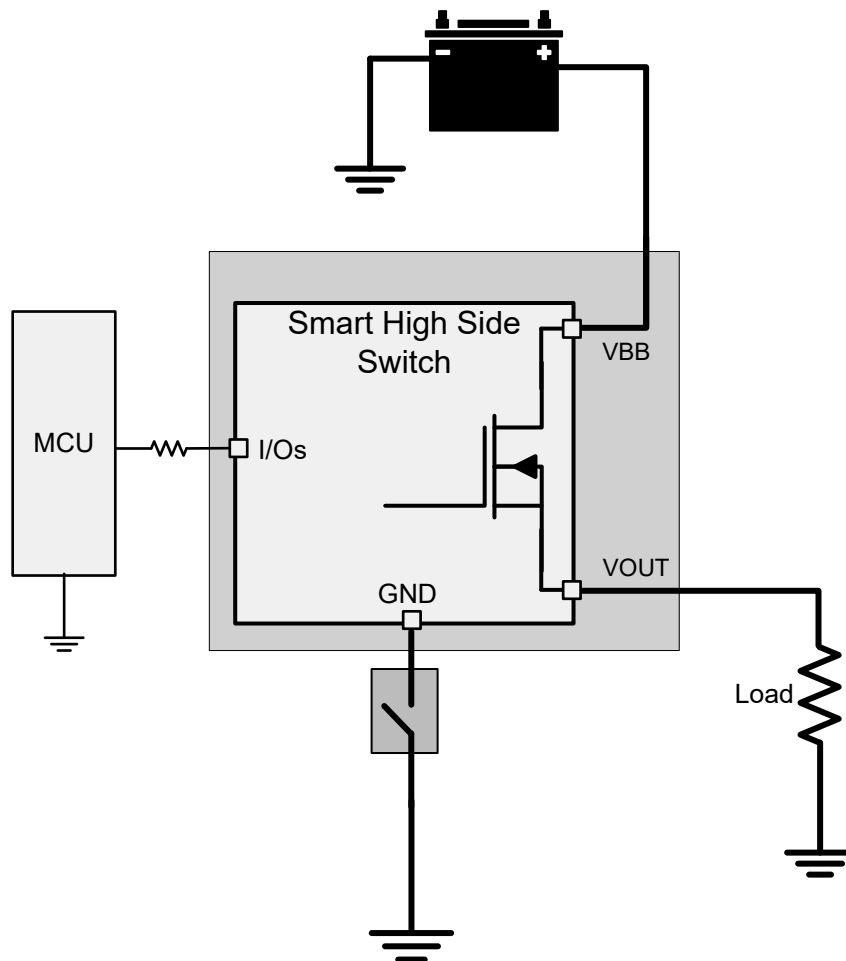 Smart High Side
Switch
VBB
MCU
I/Os
VOUT
GND
Load